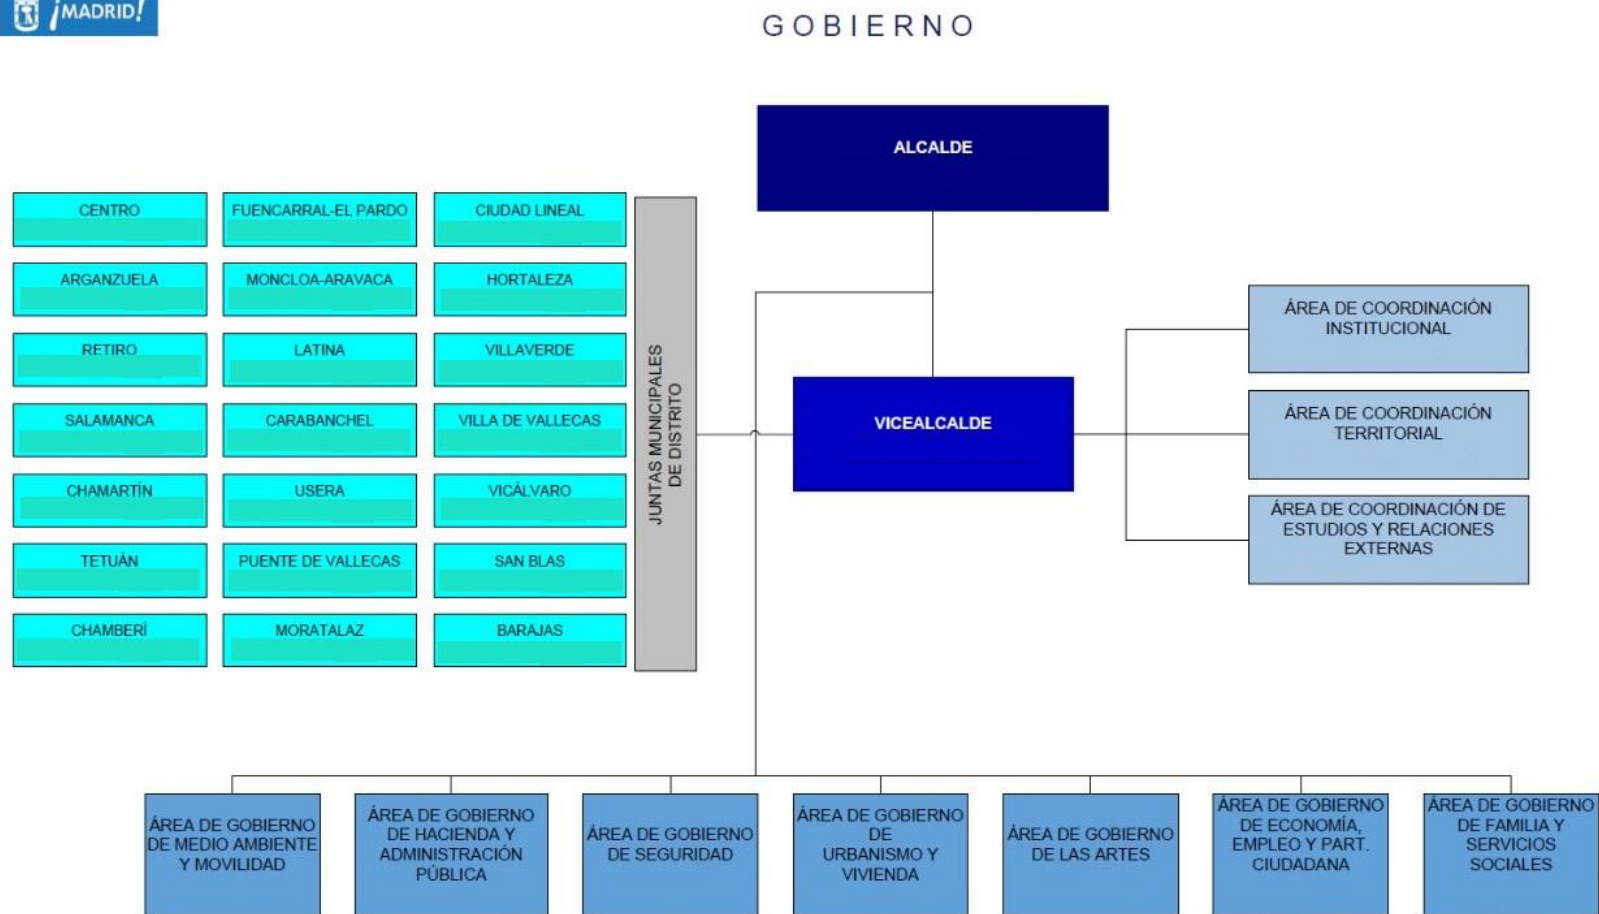 ¡MADRID!
GOBIERNO
ALCALDE
CENTRO
FUENCARRAL-EL PARDO
CIUDAD LINEAL
ARGANZUELA
MONCLOA-ARAVACA
HORTALEZA
RETIRO
LATINA
VILLAVERDE
SALAMANCA
CARABANCHEL
VILLA DE VALLECAS
CHAMARTÍN
USERA
VICÁLVARO
TETUÁN
PUENTE DE VALLECAS
SAN BLAS
CHAMBERÍ
MORATALAZ
BARAJAS
JUNTAS MUNICIPALES
DE DISTRITO
VICEALCALDE
ÁREA DE COORDINACIÓN
INSTITUCIONAL
ÁREA DE COORDINACIÓN
TERRITORIAL
ÁREA DE COORDINACIÓN DE
ESTUDIOS Y RELACIONES
EXTERNAS
ÁREA DE GOBIERNO
DE MEDIO AMBIENTE
Y MOVILIDAD
ÁREA DE GOBIERNO
DE HACIENDA Y
ADMINISTRACIÓN
PÚBLICA
ÁREA DE GOBIERNO
DE SEGURIDAD
ÁREA DE GOBIERNO
DE
URBANISMO Y
VIVIENDA
ÁREA DE GOBIERNO
DE LAS ARTES
ÁREA DE GOBIERNO
DE ECONOMÍA,
EMPLEO Y PART.
CIUDADANA
ÁREA DE GOBIERNO
DE FAMILIA Y
SERVICIOS
SOCIALES